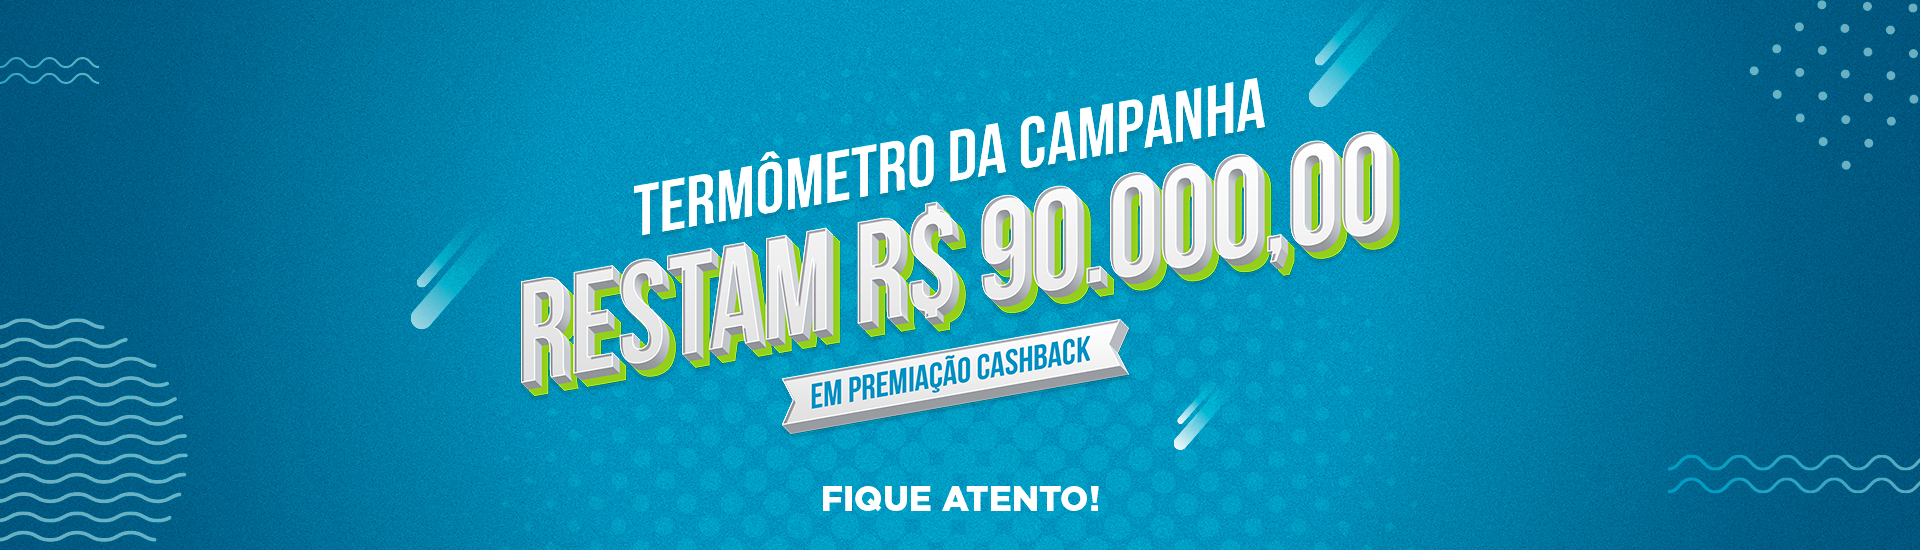 TERMÔMETRO DA CAMPANHA
RESTAM R$ 90.000,00
EM PREMIAÇÃO CASHBACK
FIQUE ATENTO!